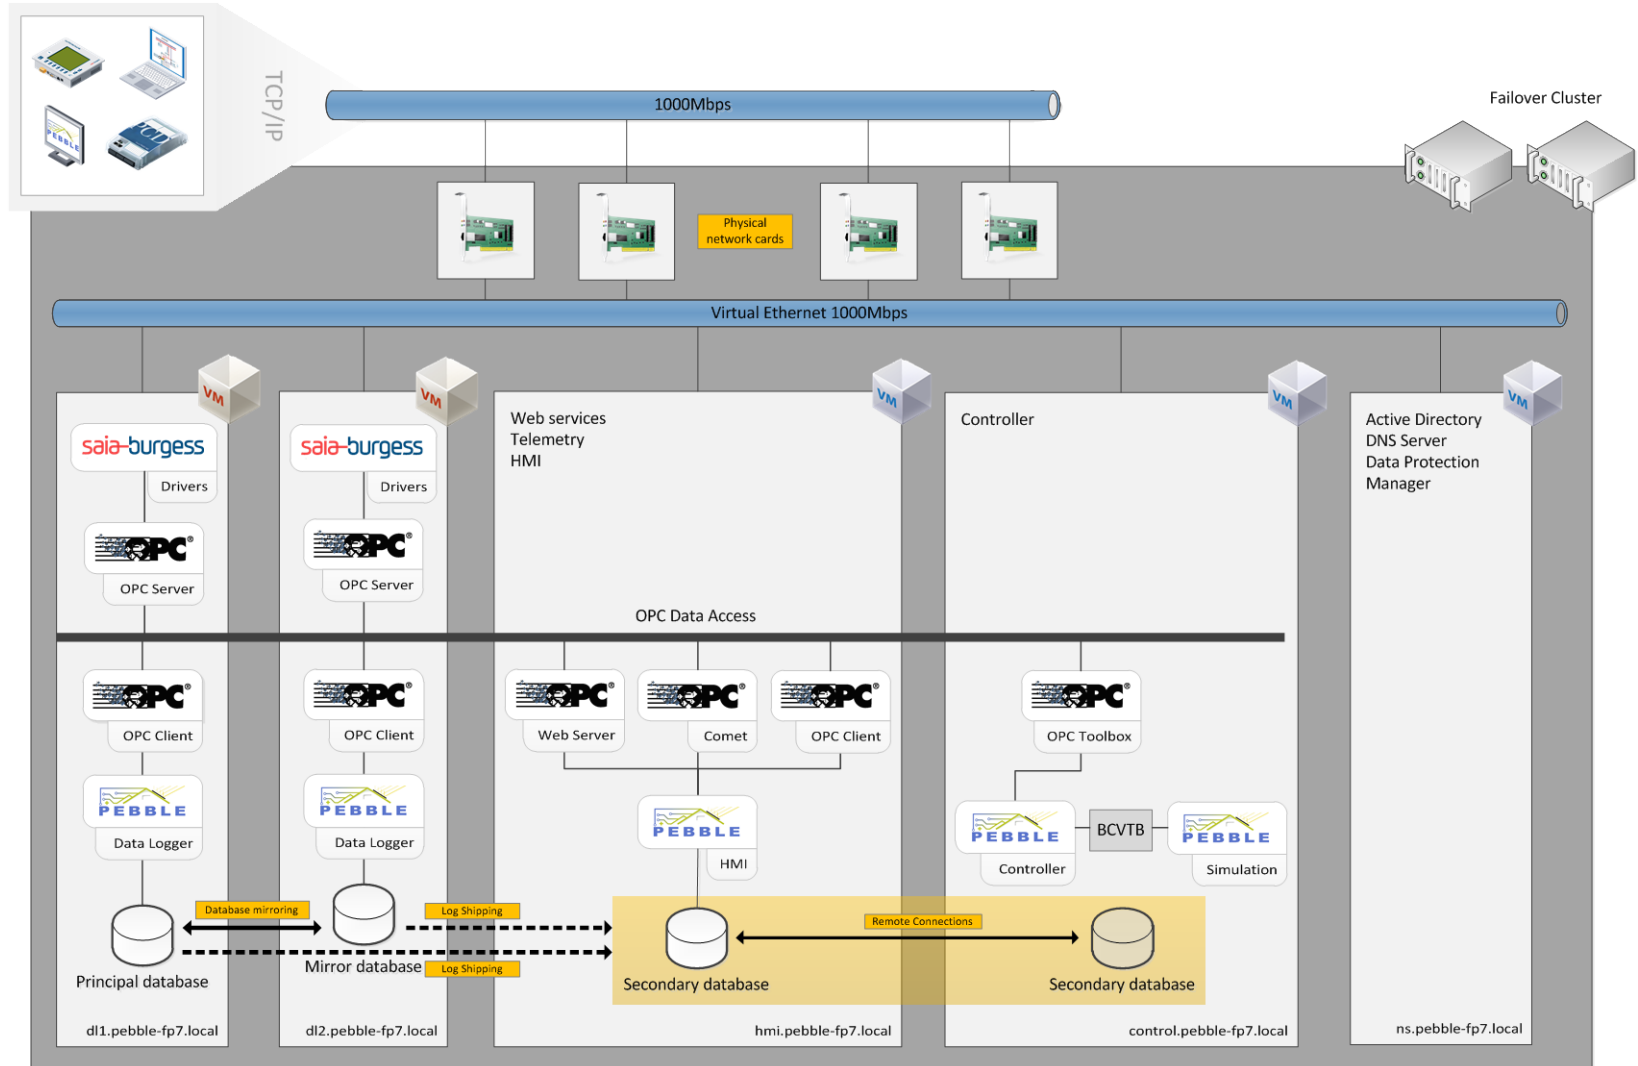 TCP/IP
PCD
PEBBLE
1000Mbps
Failover Cluster
Physical
network cards
Virtual Ethernet 1000Mbps
VM
VM
VM
VM
VM
saia-burgess
Drivers
OPC®
OPC Server
saia-burgess
Drivers
OPC®
OPC Server
Web services
Telemetry
HMI
Controller
Active Directory
DNS Server
Data Protection
Manager
OPC Data Access
OPC®
OPC Client
OPC®
OPC Client
OPC®
Web Server
OPC®
Comet
OPC®
OPC Client
OPC®
OPC Toolbox
PEBBLE
Data Logger
PEBBLE
Data Logger
PEBBLE
HMI
PEBBLE
Controller
BCVTB
PEBBLE
Simulation
Database mirroring
Log Shipping
Log Shipping
Remote Connections
Principal database
Mirror database
Secondary database
Secondary database
dl1.pebble-fp7.local
dl2.pebble-fp7.local
hmi.pebble-fp7.local
control.pebble-fp7.local
ns.pebble-fp7.local